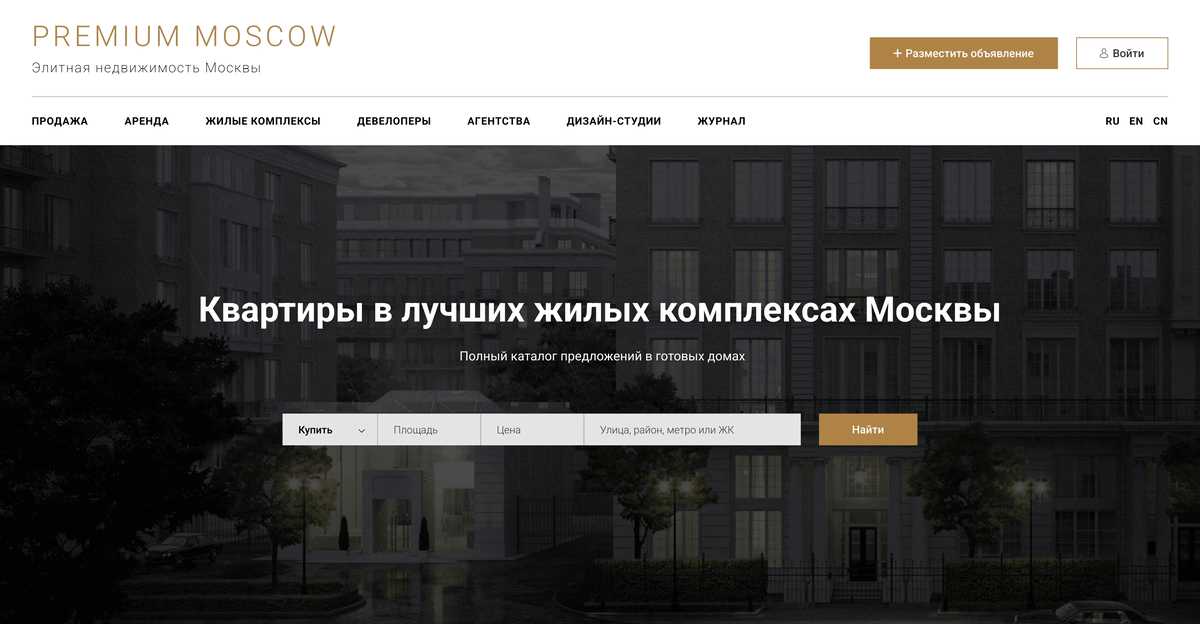 PREMIUM MOSCOW
Элитная недвижимость Москвы
+ Разместить объявление
Войти
ПРОДАЖА АРЕНДА ЖИЛЫЕ КОМПЛЕКСЫ ДЕВЕЛОПЕРЫ АГЕНТСТВА ДИЗАЙН-СТУДИИ ЖУРНАЛ RU EN CN
Квартиры в лучших жилых комплексах Москвы
Полный каталог предложений в готовых домах
Купить Площадь Цена Улица, район, метро или ЖК Найти